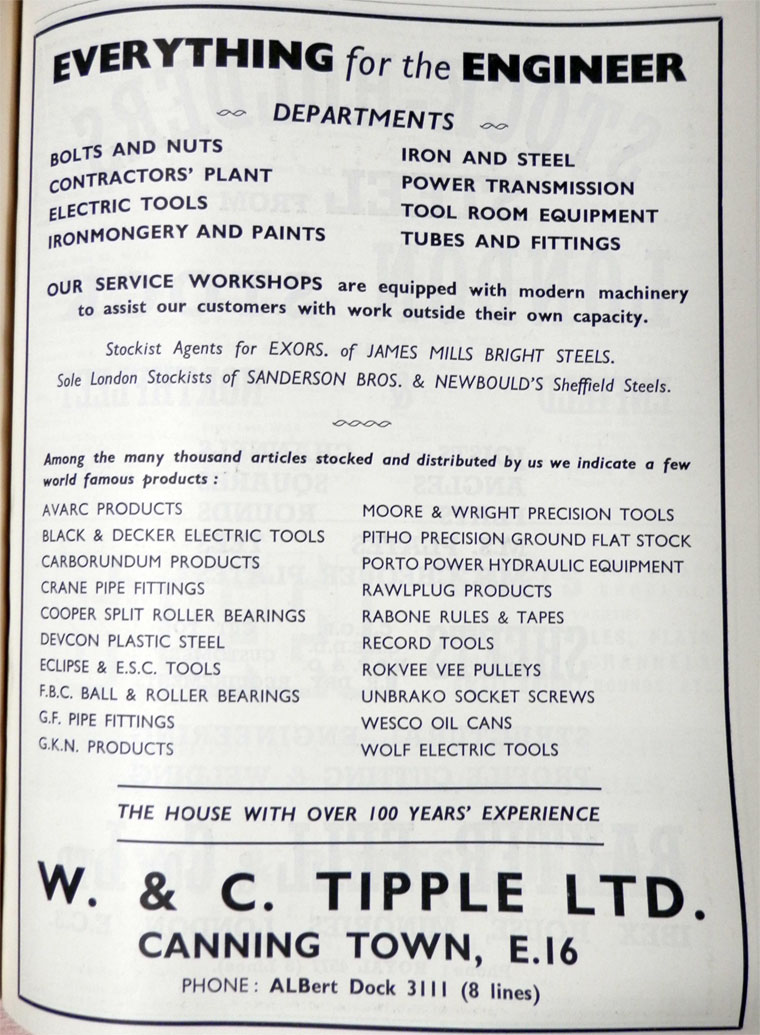 EVERYTHING for the ENGINEER
DEPARTMENTS
BOLTS AND NUTS
CONTRACTORS' PLANT
ELECTRIC TOOLS
IRONMONGERY AND PAINTS
IRON AND STEEL
POWER TRANSMISSION
TOOL ROOM EQUIPMENT
TUBES AND FITTINGS
OUR SERVICE WORKSHOPS are equipped with modern machinery
to assist our customers with work outside their own capacity.
Stockist Agents for EXORS. of JAMES MILLS BRIGHT STEELS.
Sole London Stockists of SANDERSON BROS. & NEWBOULD'S Sheffield Steels.
Among the many thousand articles stocked and distributed by us we indicate a few
world famous products :
AVARC PRODUCTS
BLACK & DECKER ELECTRIC TOOLS
CARBORUNDUM PRODUCTS
CRANE PIPE FITTINGS
COOPER SPLIT ROLLER BEARINGS
DEVCON PLASTIC STEEL
ECLIPSE & E.S.C. TOOLS
F.B.C. BALL & ROLLER BEARINGS
G.F. PIPE FITTINGS
G.K.N. PRODUCTS
MOORE & WRIGHT PRECISION TOOLS
PITHO PRECISION GROUND FLAT STOCK
PORTO POWER HYDRAULIC EQUIPMENT
RAWLPLUG PRODUCTS
RABONE RULES & TAPES
RECORD TOOLS
ROKVEE VEE PULLEYS
UNBRAKO SOCKET SCREWS
WESCO OIL CANS
WOLF ELECTRIC TOOLS
THE HOUSE WITH OVER 100 YEARS' EXPERIENCE
W. & C. TIPPLE LTD.
CANNING TOWN, E.16
PHONE : ALBert Dock 3111 (8 lines)